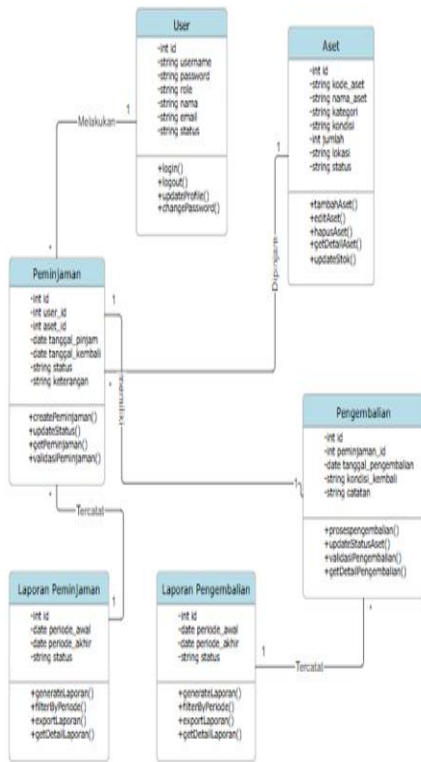 User
-int id
-string username
-string password
-string role
-string nama
-string email
-string status
+login()
+logout()
+updateProfile()
+changePassword()
Aset
-int id
-string kode_aset
-string nama_aset
-string kategori
-string kondisi
-int jumlah
-string lokasi
-string status
+tambahAset()
+editAset()
+hapusAset()
+getDetailAset()
+updateStok()
1
Melakukan
*
1
Dipinjam
*
Peminjaman
-int id
-int user_id
-int aset_id
-date tanggal_pinjam
-date tanggal_kembali
-string status
-string keterangan
+createPeminjaman()
+updateStatus()
+getPeminjaman()
+validasiPeminjaman()
1
Memiliki
1
Pengembalian
-int id
-int peminjaman_id
-date tanggal_pengembalian
-string kondisi_kembali
-string catatan
+prosespengembalian()
+updateStatusAset()
+validasiPengembalian()
+getDetailPengembalian()
*
Tercatat
1
Laporan Peminjaman
-int id
-date periode_awal
-date periode_akhir
-string status
+generateLaporan()
+filterByPeriode()
+exportLaporan()
+getDetailLaporan()
Laporan Pengembalian
-int id
-date periode_awal
-date periode_akhir
-string status
+generateLaporan()
+filterByPeriode()
+exportLaporan()
+getDetailLaporan()
1
Tercatat
*